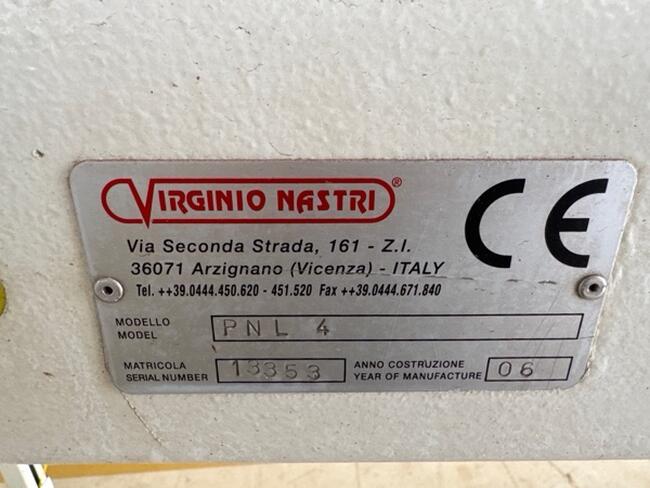 VIRGINIO NASTRI®
CE
Via Seconda Strada, 161 - Z.I.
36071 Arzignano (Vicenza) - ITALY
Tel. ++39.0444.450.620 - 451.520 Fax ++39.0444.671.840
MODELLO
MODEL
PNL 4
MATRICOLA
SERIAL NUMBER
13353
ANNO COSTRUZIONE
YEAR OF MANUFACTURE
06